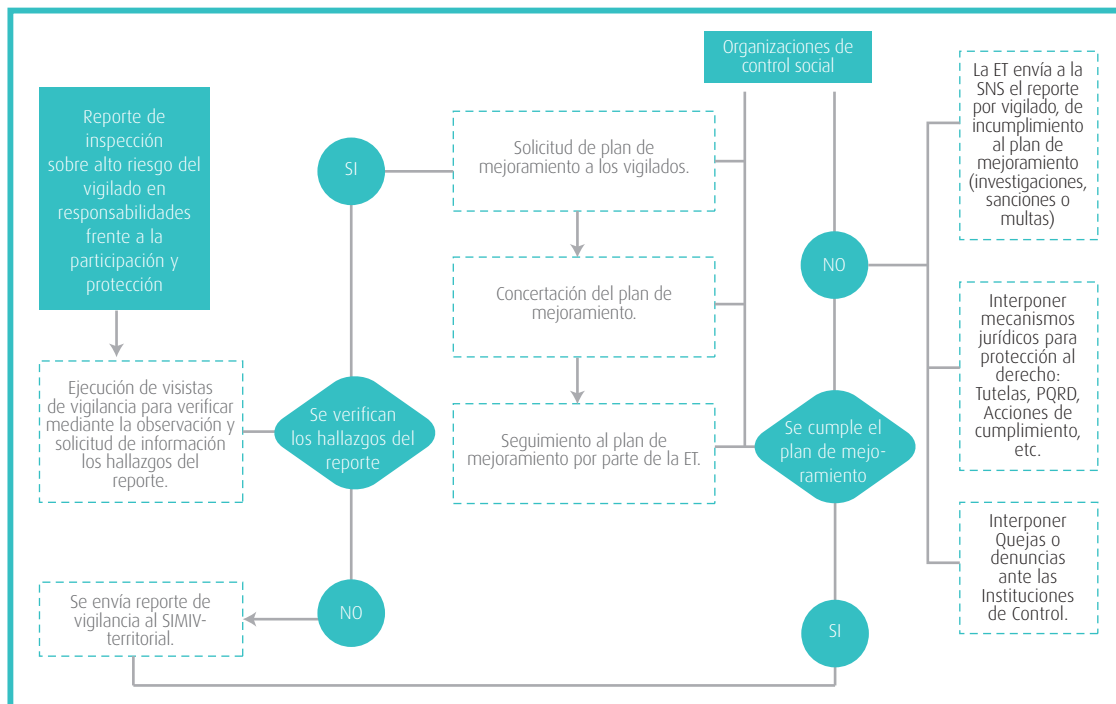 Organizaciones de
control social
Reporte de
inspección
sobre alto riesgo del
vigilado en
responsabilidades
frente a la
participación y
protección
Ejecución de visistas
de vigilancia para verificar
mediante la observación y
solicitud de información
los hallazgos del
reporte.
Se verifican
los hallazgos del
reporte
SI
NO
Se envía reporte de
vigilancia al SIMIV-
territorial.
Solicitud de plan de
mejoramiento a los vigilados.
Concertación del plan de
mejoramiento.
Seguimiento al plan de
mejoramiento por parte de la ET.
Se cumple el
plan de mejo-
ramiento
NO
SI
La ET envía a la
SNS el reporte
por vigilado, de
incumplimiento
al plan de
mejoramiento
(investigaciones,
sanciones o
multas)
Interponer
mecanismos
jurídicos para
protección al
derecho:
Tutelas, PQRD,
Acciones de
cumplimiento,
etc.
Interponer
Quejas o
denuncias
ante las
Instituciones
de Control.